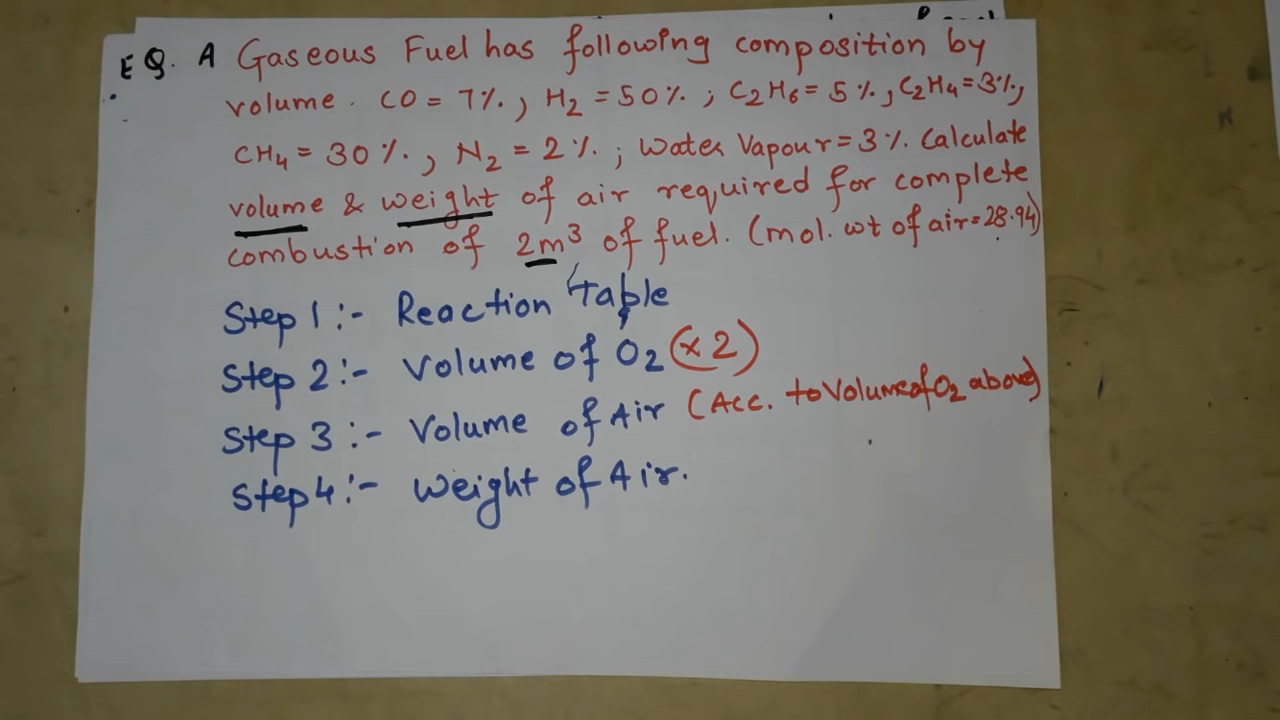 EQ. A Gaseous Fuel has following composition by
volume. CO = 7%, H₂ = 50%; C₂H₆ = 5%, C₂H₄ = 3%,
CH₄ = 30%, N₂ = 2%; Water Vapour = 3%. Calculate
volume & weight of air required for complete
combustion of 2m³ of fuel. (mol. wt of air = 28.94)
Step 1:- Reaction Table
Step 2:- Volume of O₂ (x 2)
Step 3:- Volume of Air (Acc. to Volume of O₂ above)
Step 4:- Weight of Air.